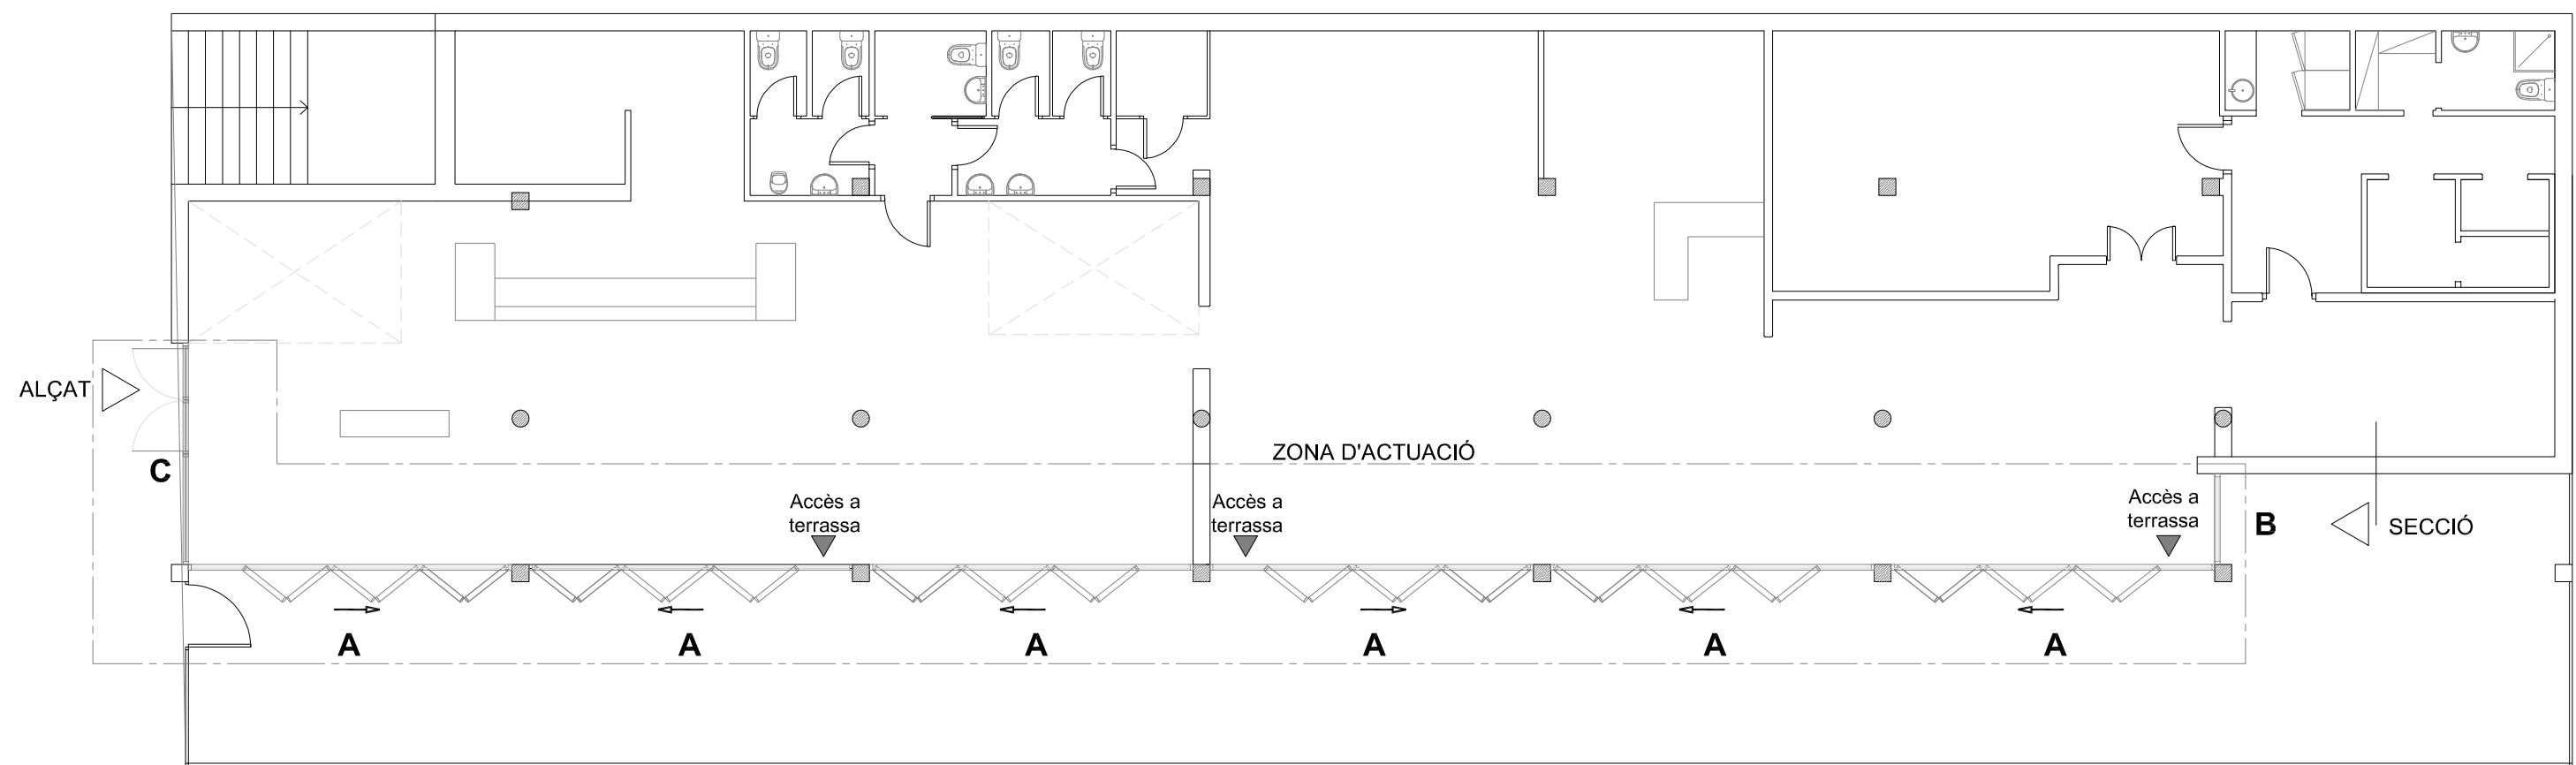 ALÇAT
C
ZONA D'ACTUACIÓ
Accès a
terrassa
Accès a
terrassa
Accès a
terrassa
B
SECCIÓ
A
A
A
A
A
A